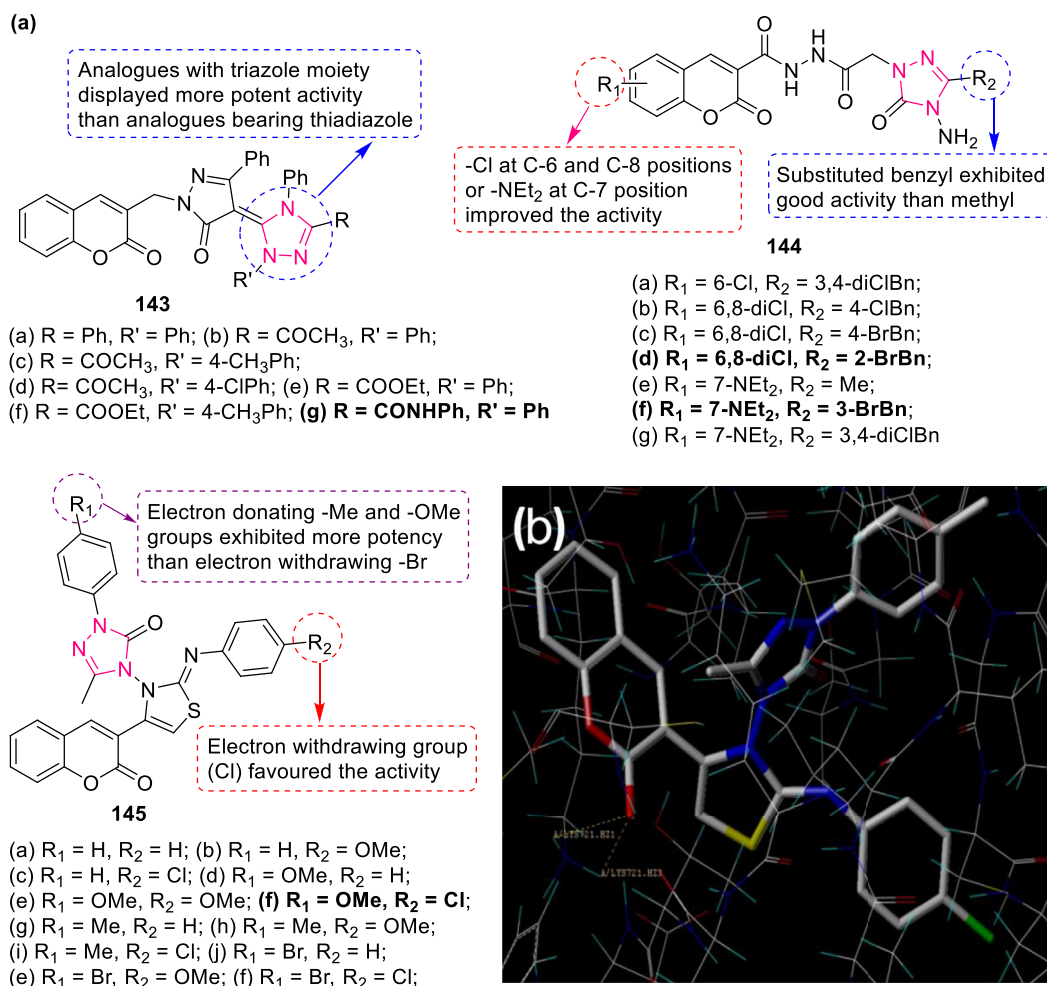 (a)
Analogues with triazole moiety
displayed more potent activity
than analogues bearing thiadiazole
Ph
N
N
Ph
N
R
O
N
N
R'
O
O
143
(a) R = Ph, R' = Ph; (b) R = COCH₃, R' = Ph;
(c) R = COCH₃, R' = 4-CH₃Ph;
(d) R= COCH₃, R' = 4-ClPh; (e) R = COOEt, R' = Ph;
(f) R = COOEt, R' = 4-CH₃Ph; (g) R = CONHPh, R' = Ph
R₁
O
O
O
H
N
N
H
O
N
N
R₂
O
N
NH₂
-Cl at C-6 and C-8 positions
or -NEt₂ at C-7 position
improved the activity
Substituted benzyl exhibited
good activity than methyl
144
(a) R₁ = 6-Cl, R₂ = 3,4-diClBn;
(b) R₁ = 6,8-diCl, R₂ = 4-ClBn;
(c) R₁ = 6,8-diCl, R₂ = 4-BrBn;
(d) R₁ = 6,8-diCl, R₂ = 2-BrBn;
(e) R₁ = 7-NEt₂, R₂ = Me;
(f) R₁ = 7-NEt₂, R₂ = 3-BrBn;
(g) R₁ = 7-NEt₂, R₂ = 3,4-diClBn
R₁
Electron donating -Me and -OMe
groups exhibited more potency
than electron withdrawing -Br
N
O
N
N
N
N
R₂
S
O
O
Electron withdrawing group
(Cl) favoured the activity
145
(a) R₁ = H, R₂ = H; (b) R₁ = H, R₂ = OMe;
(c) R₁ = H, R₂ = Cl; (d) R₁ = OMe, R₂ = H;
(e) R₁ = OMe, R₂ = OMe; (f) R₁ = OMe, R₂ = Cl;
(g) R₁ = Me, R₂ = H; (h) R₁ = Me, R₂ = OMe;
(i) R₁ = Me, R₂ = Cl; (j) R₁ = Br, R₂ = H;
(e) R₁ = Br, R₂ = OMe; (f) R₁ = Br, R₂ = Cl;
(b)
A/LYS721.HZ1
A/LYS721.HZ3